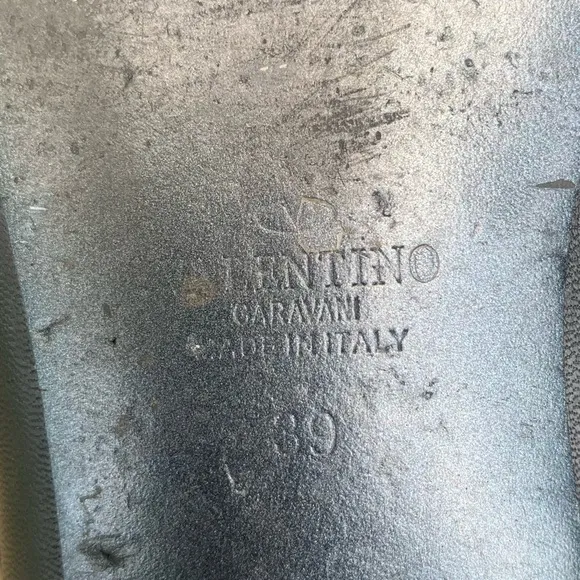 VALENTINO
GARAVANI
MADE IN ITALY
39